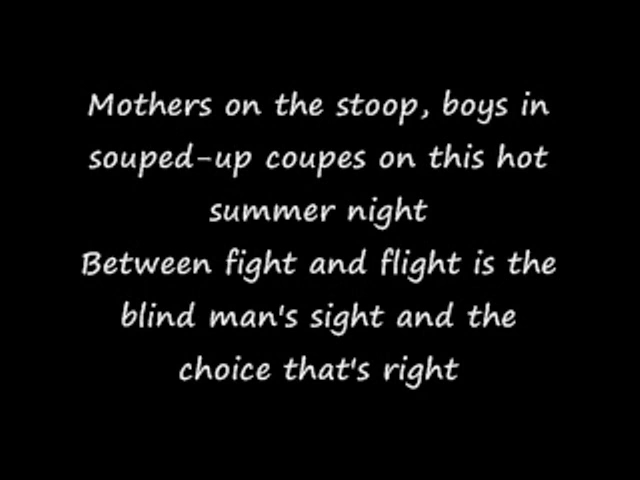 Mothers on the stoop, boys in
souped-up coupes on this hot
summer night
Between fight and flight is the
blind man's sight and the
choice that's right